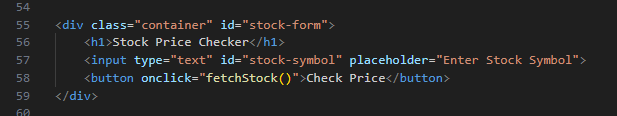 54
55 <div class="container" id="stock-form">
56     <h1>Stock Price Checker</h1>
57     <input type="text" id="stock-symbol" placeholder="Enter Stock Symbol">
58     <button onclick="fetchStock()">Check Price</button>
59 </div>
60